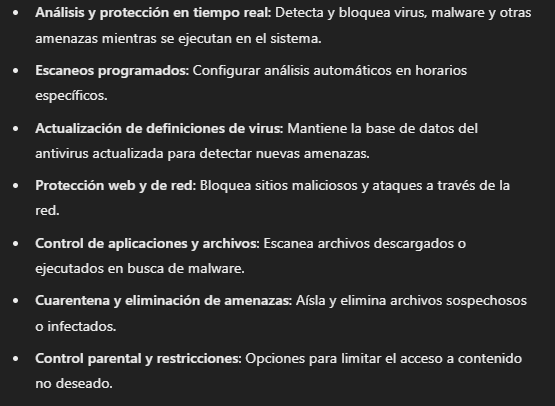 • Análisis y protección en tiempo real: Detecta y bloquea virus, malware y otras
amenazas mientras se ejecutan en el sistema.
• Escaneos programados: Configurar análisis automáticos en horarios
específicos.
• Actualización de definiciones de virus: Mantiene la base de datos del
antivirus actualizada para detectar nuevas amenazas.
• Protección web y de red: Bloquea sitios maliciosos y ataques a través de la
red.
• Control de aplicaciones y archivos: Escanea archivos descargados o
ejecutados en busca de malware.
• Cuarentena y eliminación de amenazas: Aísla y elimina archivos sospechosos
o infectados.
• Control parental y restricciones: Opciones para limitar el acceso a contenido
no deseado.